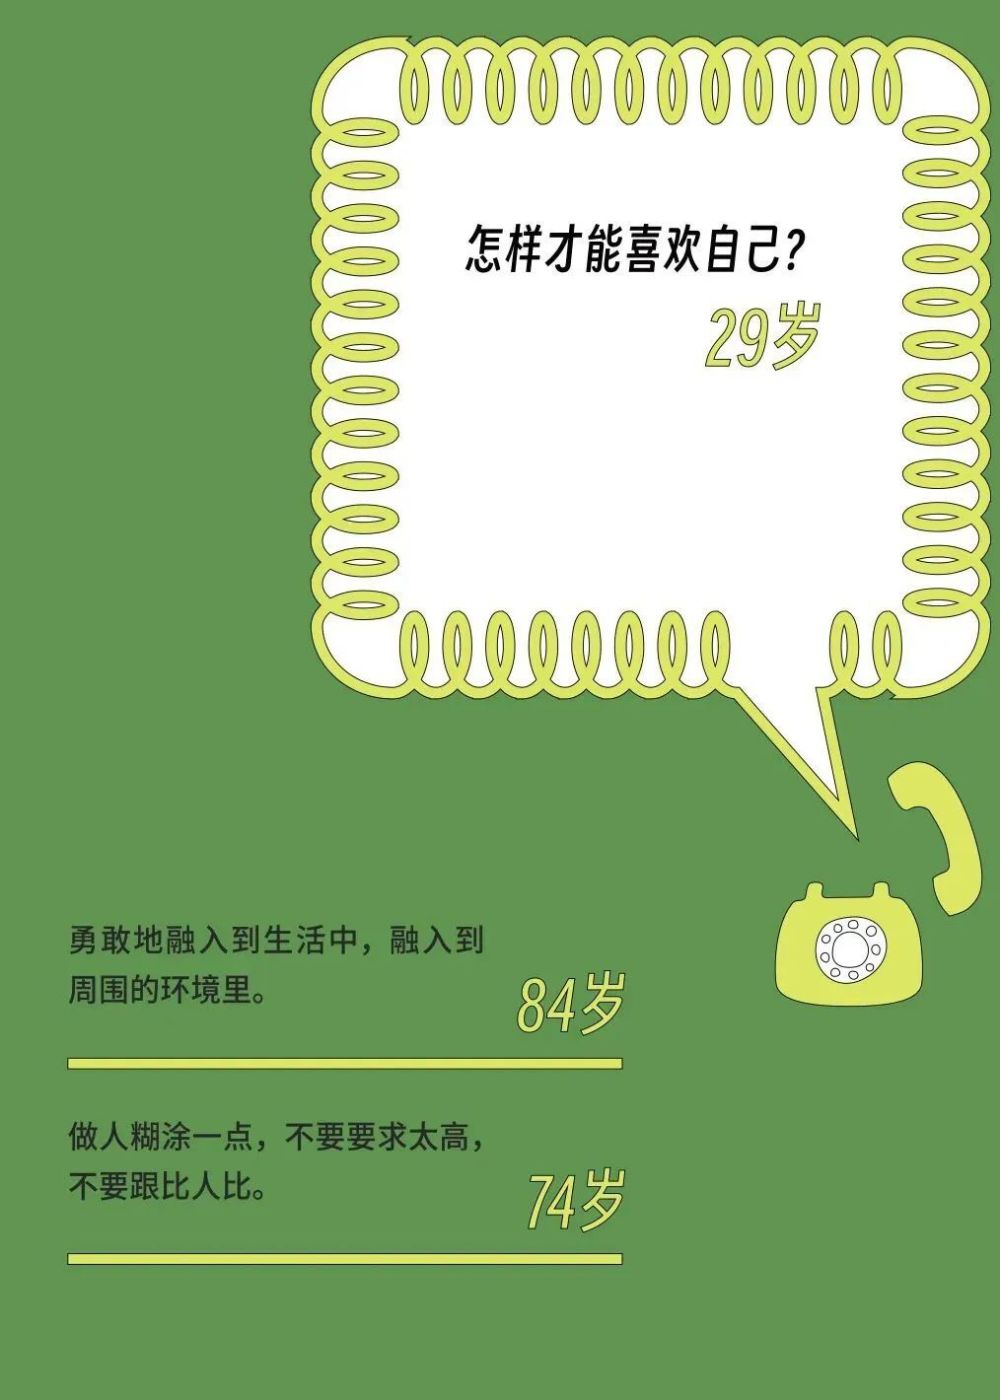 怎样才能喜欢自己？
29岁
勇敢地融入到生活中，融入到
周围的环境里。
84岁
做人糊涂一点，不要要求太高，
不要跟比人比。
74岁